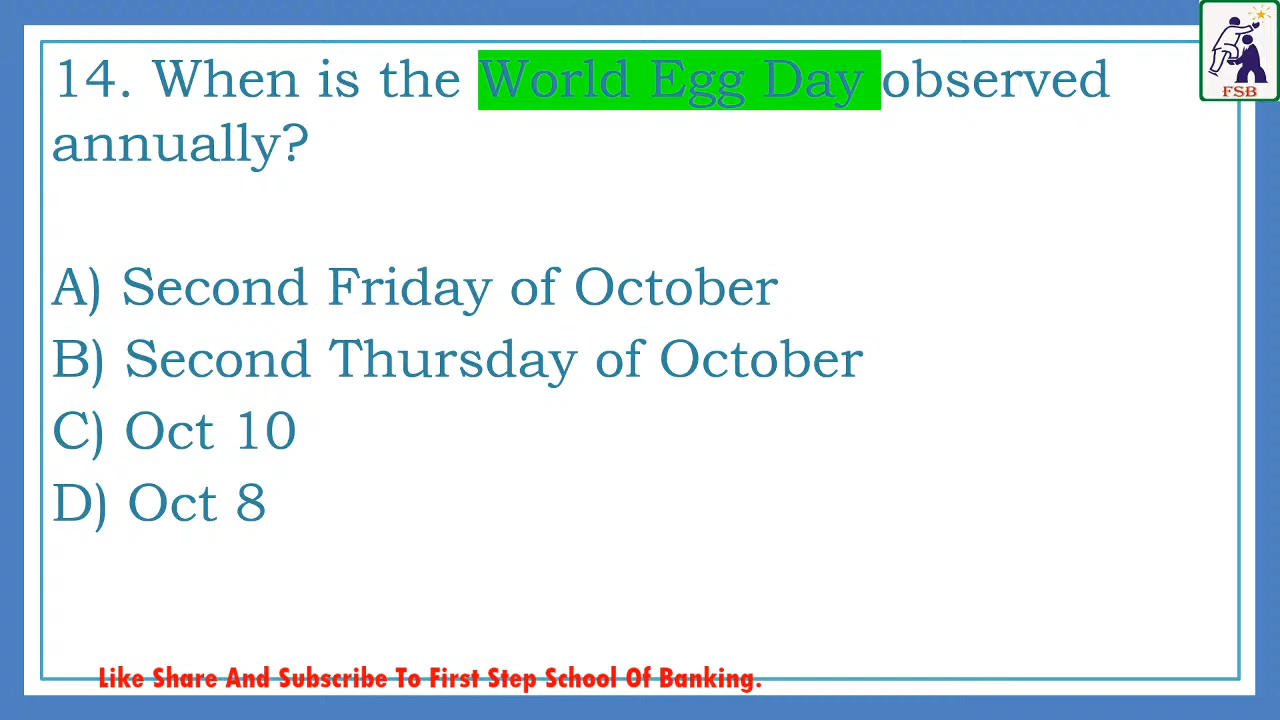 FSB
14. When is the World Egg Day observed
annually?
A) Second Friday of October
B) Second Thursday of October
C) Oct 10
D) Oct 8
Like Share And Subscribe To First Step School Of Banking.